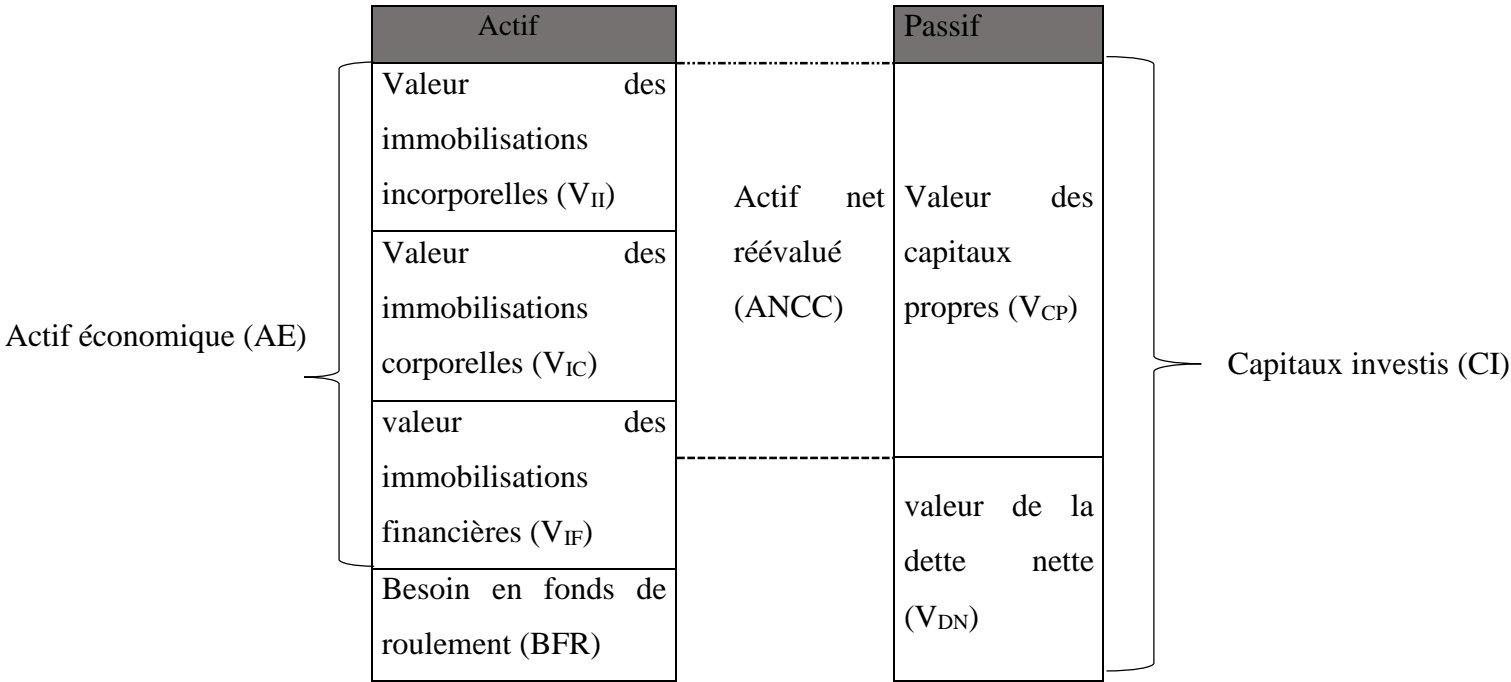 Actif
Passif
Actif économique (AE)
Valeur des
immobilisations
incorporelles (VII)
Valeur des
immobilisations
corporelles (VIC)
valeur des
immobilisations
financières (VIF)
Besoin en fonds de
roulement (BFR)
Actif net
réévalué
(ANCC)
Valeur des
capitaux
propres (VCP)
valeur de la
dette nette
(VDN)
Capitaux investis (CI)